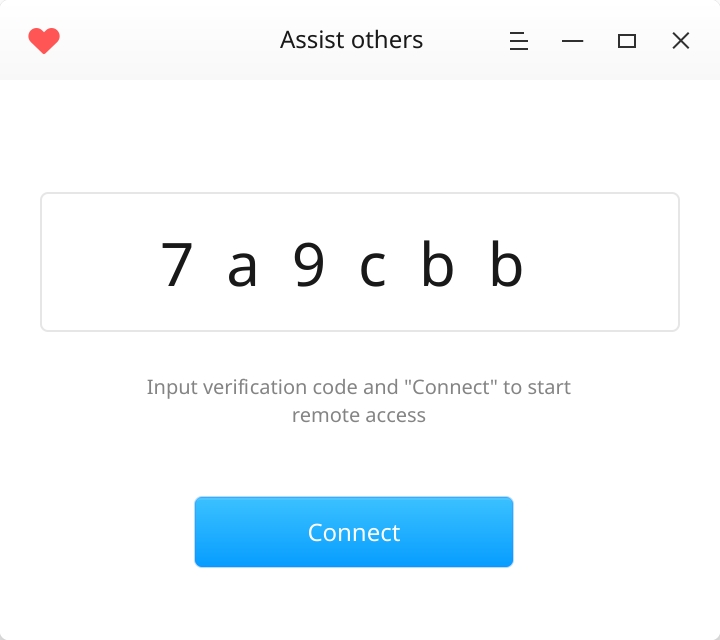 Assist others
7 a 9 c b b
Input verification code and "Connect" to start
remote access
Connect